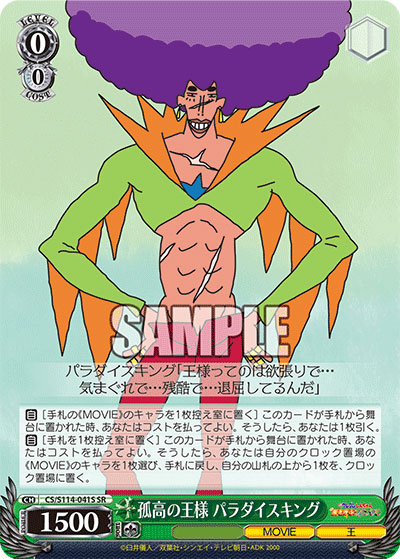 LEVEL
0
0
COST
SAMPLE
パラダイスキング「王様ってのは欲張りで…
気まぐれで…残酷で…退屈してるんだ」
自 [手札の《MOVIE》のキャラを1枚控え室に置く] このカードが手札から舞
台に置かれた時、あなたはコストを払ってよい。そうしたら、あなたは1枚引く。
自 [手札の《MOVIE》のキャラを1枚控え室に置く] このカードが手札から舞台に置かれた時、あな
たはコストを払ってよい。そうしたら、あなたは自分のクロック置場の
《MOVIE》のキャラを1枚選び、手札に戻し、自分の山札の上から1枚を、ク
ロック置場に置く。
CH CS/S114-041S SR
1500
孤高の王様 パラダイスキング
MOVIE 王
©臼井儀人／双葉社・シンエイ・テレビ朝日・ADK 2000